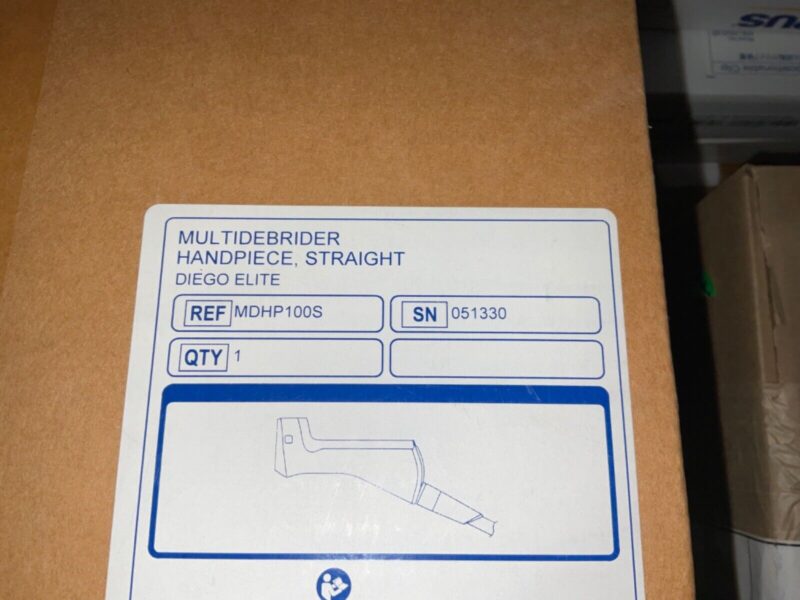 MULTIDEBRIDER
HANDPIECE, STRAIGHT
DIEGO ELITE
REF MDHP100S
SN 051330
QTY 1